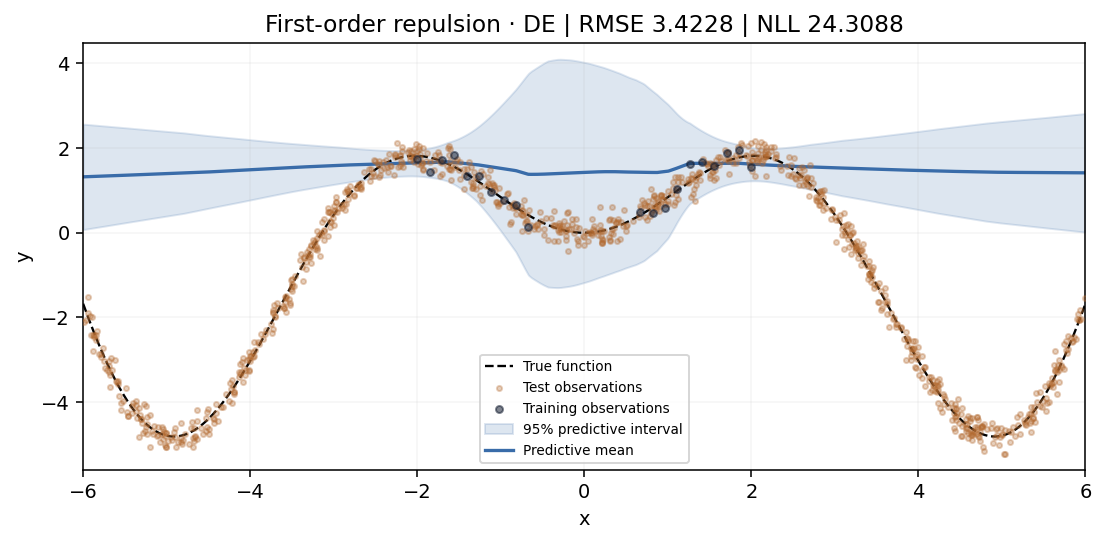 First-order repulsion · DE | RMSE 3.4228 | NLL 24.3088
4
2
0
−2
−4
y
True function
Test observations
Training observations
95% predictive interval
Predictive mean
−6
−4
−2
0
2
4
6
x